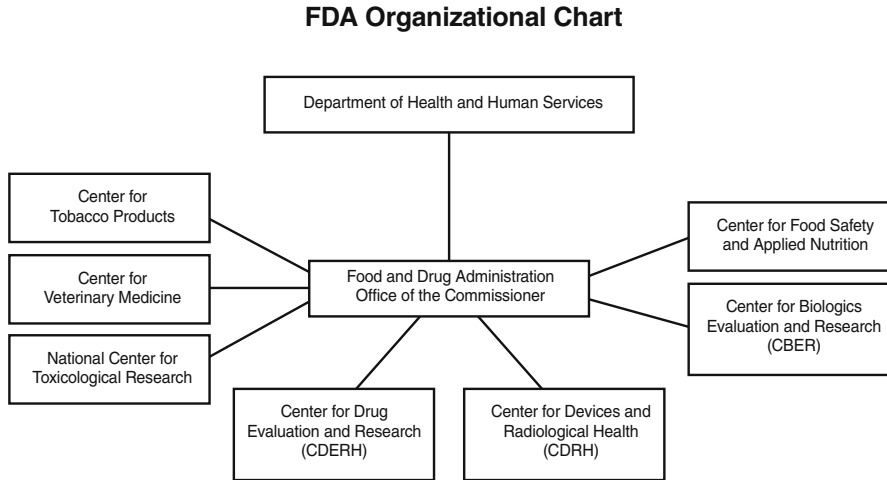 FDA Organizational Chart
Department of Health and Human Services
Center for
Tobacco Products
Center for
Veterinary Medicine
National Center for
Toxicological Research
Food and Drug Administration
Office of the Commissioner
Center for Food Safety
and Applied Nutrition
Center for Biologics
Evaluation and Research
(CBER)
Center for Drug
Evaluation and Research
(CDERH)
Center for Devices and
Radiological Health
(CDRH)